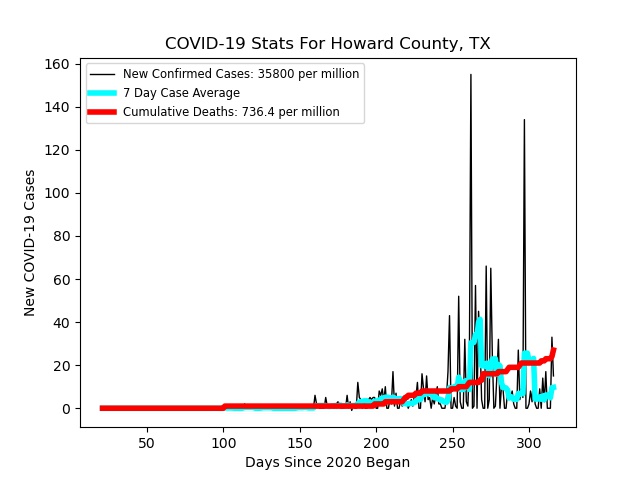 COVID-19 Stats For Howard County, TX
New Confirmed Cases: 35800 per million
7 Day Case Average
Cumulative Deaths: 736.4 per million
New COVID-19 Cases
160
140
120
100
80
60
40
20
0
50
100
150
200
250
300
Days Since 2020 Began